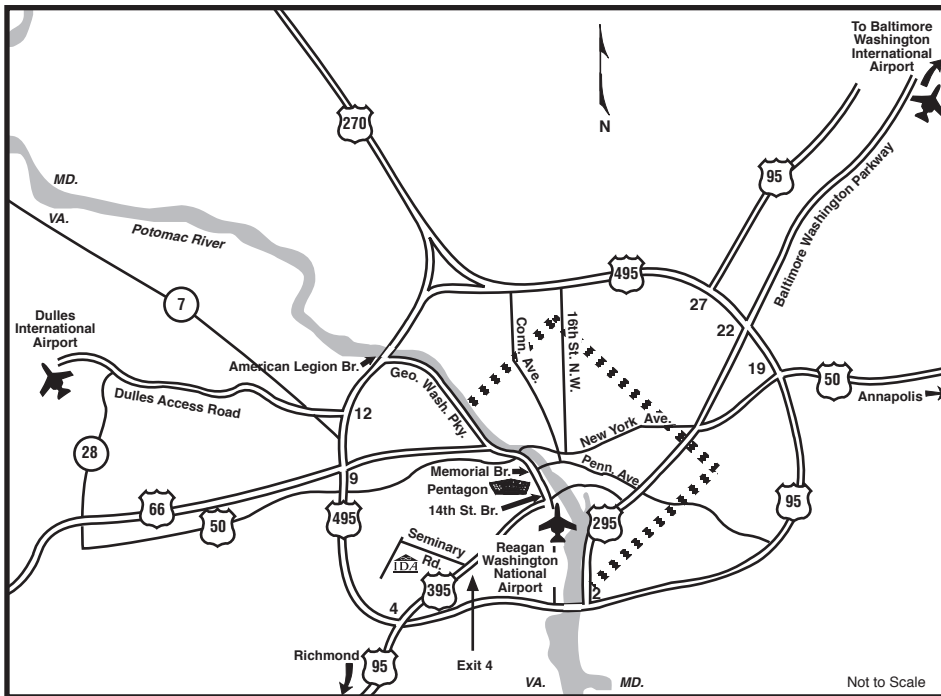 To Baltimore
Washington
International
Airport
270
N
95
MD.
VA.
Potomac River
Baltimore Washington Parkway
495
7
27
22
Dulles
International
Airport
Conn. Ave.
16th St. N.W.
American Legion Br.
Geo. Wash. Pky.
19
50
Annapolis
Dulles Access Road
12
New York Ave.
28
9
Memorial Br.
Pentagon
14th St. Br.
Penn. Ave.
66
50
495
295
95
Seminary
Rd.
IDA
Reagan
Washington
National
Airport
395
2
4
Richmond
95
Exit 4
VA.
MD.
Not to Scale